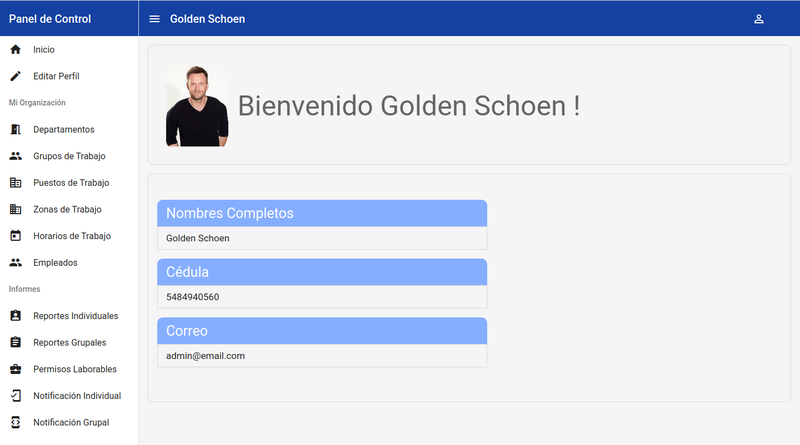 Panel de Control
Golden Schoen
Inicio
Editar Perfíl
Mi Organización
Departamentos
Grupos de Trabajo
Puestos de Trabajo
Zonas de Trabajo
Horarios de Trabajo
Empleados
Informes
Reportes Individuales
Reportes Grupales
Permisos Laborables
Notificación Individual
Notificación Grupal
Bienvenido Golden Schoen !
Nombres Completos
Golden Schoen
Cédula
5484940560
Correo
admin@email.com